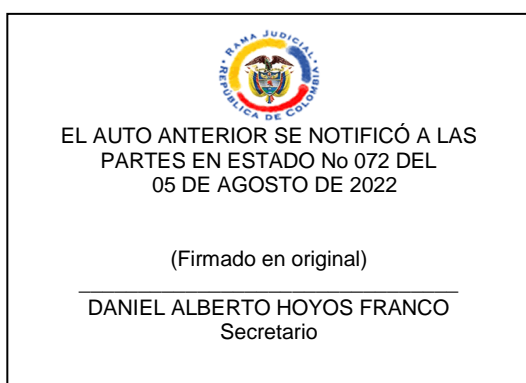 RAMA JUDICIAL
REPÚBLICA DE COLOMBIA
EL AUTO ANTERIOR SE NOTIFICÓ A LAS
PARTES EN ESTADO No 072 DEL
05 DE AGOSTO DE 2022
(Firmado en original)
DANIEL ALBERTO HOYOS FRANCO
Secretario